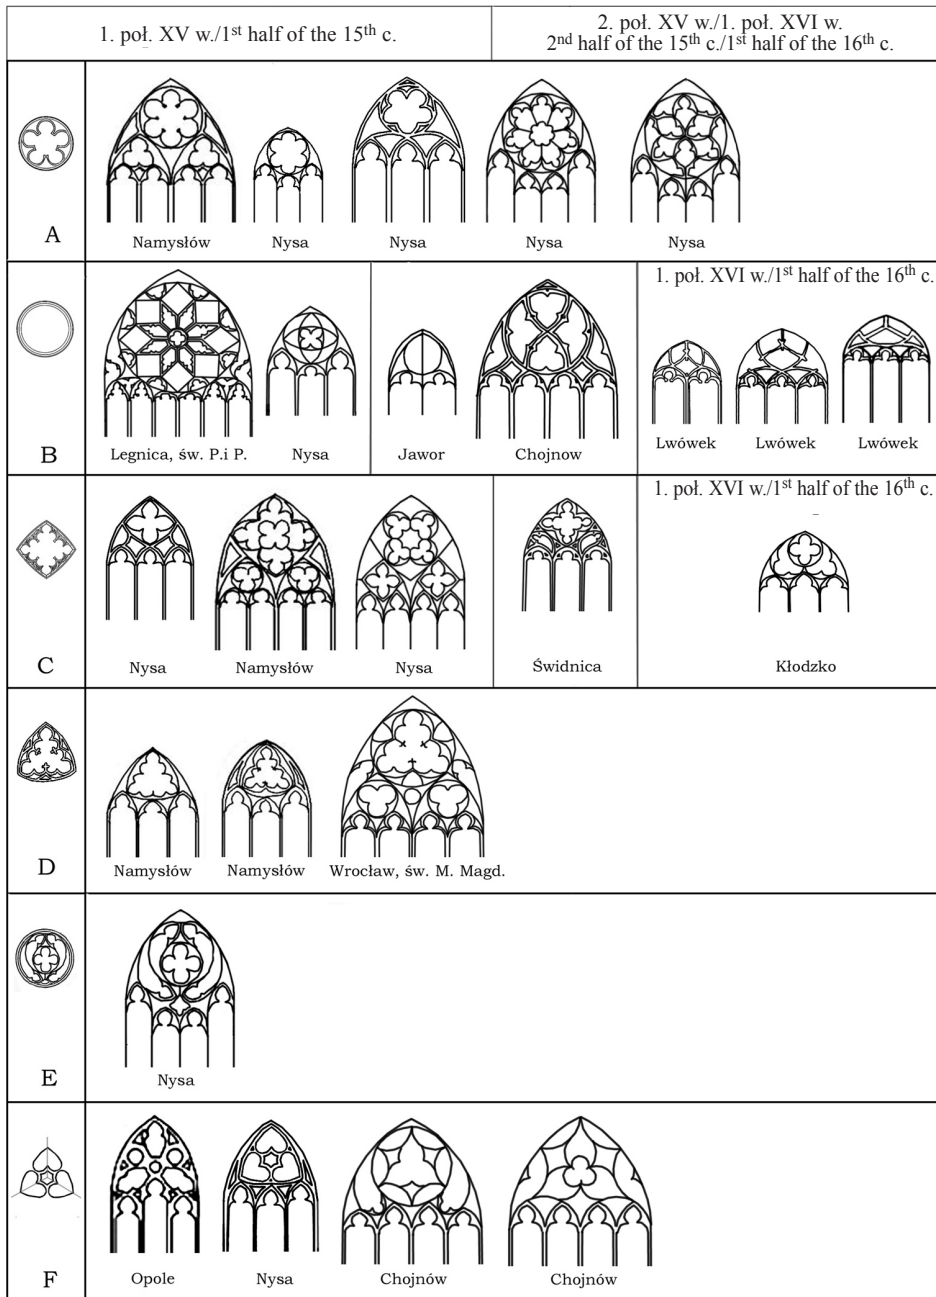 1. poł. XV w./1st half of the 15th c.
2. poł. XV w./1. poł. XVI w.
2nd half of the 15th c./1st half of the 16th c.
A
Namysłów Nysa Nysa Nysa Nysa
1. poł. XVI w./1st half of the 16th c.
B
Legnica, św. P.i P. Nysa Jawor Chojnow Lwówek Lwówek Lwówek
1. poł. XVI w./1st half of the 16th c.
C
Nysa Namysłów Nysa Świdnica Kłodzko
D
Namysłów Namysłów Wrocław, św. M. Magd.
E
Nysa
F
Opole Nysa Chojnów Chojnów